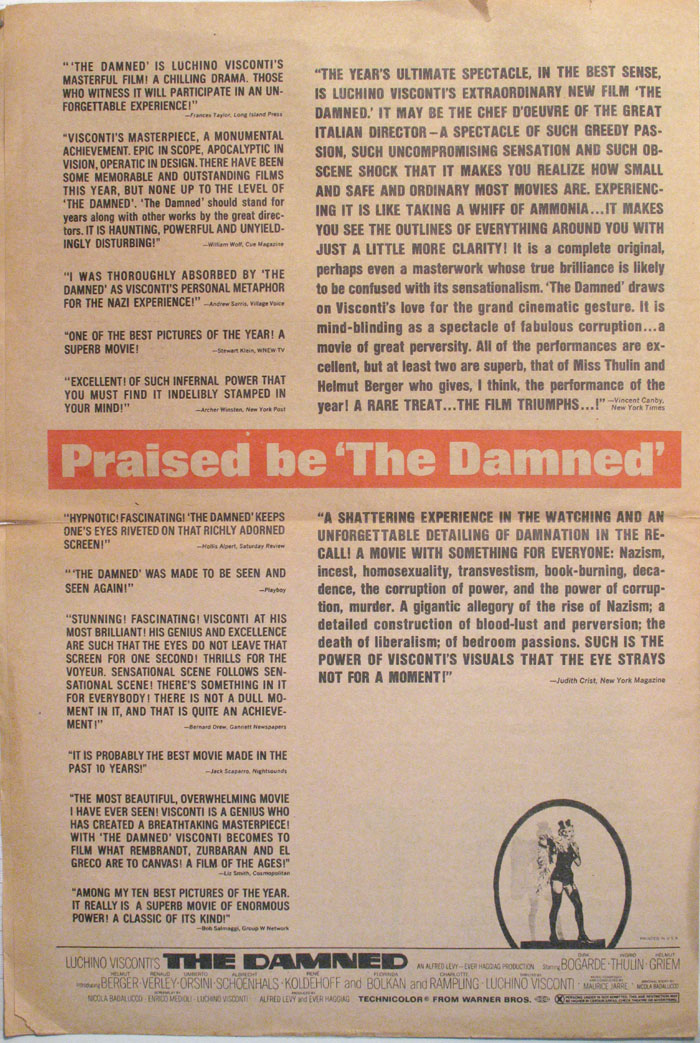 " 'THE DAMNED' IS LUCHINO VISCONTI'S
MASTERFUL FILM! A CHILLING DRAMA. THOSE
WHO WITNESS IT WILL PARTICIPATE IN AN UN-
FORGETTABLE EXPERIENCE!"
—Frances Taylor, Long Island Press
"VISCONTI'S MASTERPIECE, A MONUMENTAL
ACHIEVEMENT. EPIC IN SCOPE, APOCALYPTIC IN
VISION, OPERATIC IN DESIGN. THERE HAVE BEEN
SOME MEMORABLE AND OUTSTANDING FILMS
THIS YEAR, BUT NONE UP TO THE LEVEL OF
'THE DAMNED'. 'The Damned' should stand for
years along with other works by the great direc-
tors. IT IS HAUNTING, POWERFUL AND UNYIELD-
INGLY DISTURBING!" —William Wolf, Cue Magazine
"I WAS THOROUGHLY ABSORBED BY 'THE
DAMNED' AS VISCONTI'S PERSONAL METAPHOR
FOR THE NAZI EXPERIENCE!" —Andrew Sarris, Village Voice
"ONE OF THE BEST PICTURES OF THE YEAR! A
SUPERB MOVIE! —Stewart Klein, WNEW TV
"EXCELLENT! OF SUCH INFERNAL POWER THAT
YOU MUST FIND IT INDELIBLY STAMPED IN
YOUR MIND!" —Archer Winsten, New York Post
"THE YEAR'S ULTIMATE SPECTACLE, IN THE BEST SENSE,
IS LUCHINO VISCONTI'S EXTRAORDINARY NEW FILM 'THE
DAMNED.' IT MAY BE THE CHEF D'OEUVRE OF THE GREAT
ITALIAN DIRECTOR – A SPECTACLE OF SUCH GREEDY PAS-
SION, SUCH UNCOMPROMISING SENSATION AND SUCH OB-
SCENE SHOCK THAT IT MAKES YOU REALIZE HOW SMALL
AND SAFE AND ORDINARY MOST MOVIES ARE. EXPERIENC-
ING IT IS LIKE TAKING A WHIFF OF AMMONIA...IT MAKES
YOU SEE THE OUTLINES OF EVERYTHING AROUND YOU WITH
JUST A LITTLE MORE CLARITY! It is a complete original,
perhaps even a masterwork whose true brilliance is likely
to be confused with its sensationalism. 'The Damned' draws
on Visconti's love for the grand cinematic gesture. It is
mind-blinding as a spectacle of fabulous corruption...a
movie of great perversity. All of the performances are ex-
cellent, but at least two are superb, that of Miss Thulin and
Helmut Berger who gives, I think, the performance of the
year! A RARE TREAT...THE FILM TRIUMPHS...!" —Vincent Canby,
New York Times
Praised be 'The Damned'
"HYPNOTIC! FASCINATING! 'THE DAMNED' KEEPS
ONE'S EYES RIVETED ON THAT RICHLY ADORNED
SCREEN!" —Hollis Alpert, Saturday Review
" 'THE DAMNED' WAS MADE TO BE SEEN AND
SEEN AGAIN!" —Playboy
"STUNNING! FASCINATING! VISCONTI AT HIS
MOST BRILLIANT! HIS GENIUS AND EXCELLENCE
ARE SUCH THAT THE EYES DO NOT LEAVE THAT
SCREEN FOR ONE SECOND! THRILLS FOR THE
VOYEUR. SENSATIONAL SCENE FOLLOWS SEN-
SATIONAL SCENE! THERE'S SOMETHING IN IT
FOR EVERYBODY! THERE IS NOT A DULL MO-
MENT IN IT, AND THAT IS QUITE AN ACHIEVE-
MENT!" —Bernard Drew, Gannett Newspapers
"IT IS PROBABLY THE BEST MOVIE MADE IN THE
PAST 10 YEARS!" —Jack Scaparro, Nightsounds
"THE MOST BEAUTIFUL, OVERWHELMING MOVIE
I HAVE EVER SEEN! VISCONTI IS A GENIUS WHO
HAS CREATED A BREATHTAKING MASTERPIECE!
WITH 'THE DAMNED' VISCONTI BECOMES TO
FILM WHAT REMBRANDT, ZURBARAN AND EL
GRECO ARE TO CANVAS! A FILM OF THE AGES!"
—Liz Smith, Cosmopolitan
"AMONG MY TEN BEST PICTURES OF THE YEAR.
IT REALLY IS A SUPERB MOVIE OF ENORMOUS
POWER! A CLASSIC OF ITS KIND!"
—Bob Salmaggi, Group W Network
"A SHATTERING EXPERIENCE IN THE WATCHING AND AN
UNFORGETTABLE DETAILING OF DAMNATION IN THE RE-
CALL! A MOVIE WITH SOMETHING FOR EVERYONE: Nazism,
incest, homosexuality, transvestism, book-burning, deca-
dence, the corruption of power, and the power of corrup-
tion, murder. A gigantic allegory of the rise of Nazism; a
detailed construction of blood-lust and perversion; the
death of liberalism; of bedroom passions. SUCH IS THE
POWER OF VISCONTI'S VISUALS THAT THE EYE STRAYS
NOT FOR A MOMENT!"
—Judith Crist, New York Magazine
PRINTED IN U.S.A.
LUCHINO VISCONTI'S THE DAMNED AN ALFRED LEVY—EVER HAGGIAG PRODUCTION Starring DIRK BOGARDE · INGRID THULIN · HELMUT GRIEM
Introducing HELMUT BERGER · RENAUD VERLEY · UMBERTO ORSINI · ALBRECHT SCHOENHALS · RENE KOLDEHOFF and FLORINDA BOLKAN and CHARLOTTE RAMPLING · LUCHINO VISCONTI · MAURICE JARRE · NICOLA BADALUCCO
NICOLA BADALUCCO · ENRICO MEDIOLI · LUCHINO VISCONTI ALFRED LEVY and EVER HAGGIAG TECHNICOLOR® FROM WARNER BROS.